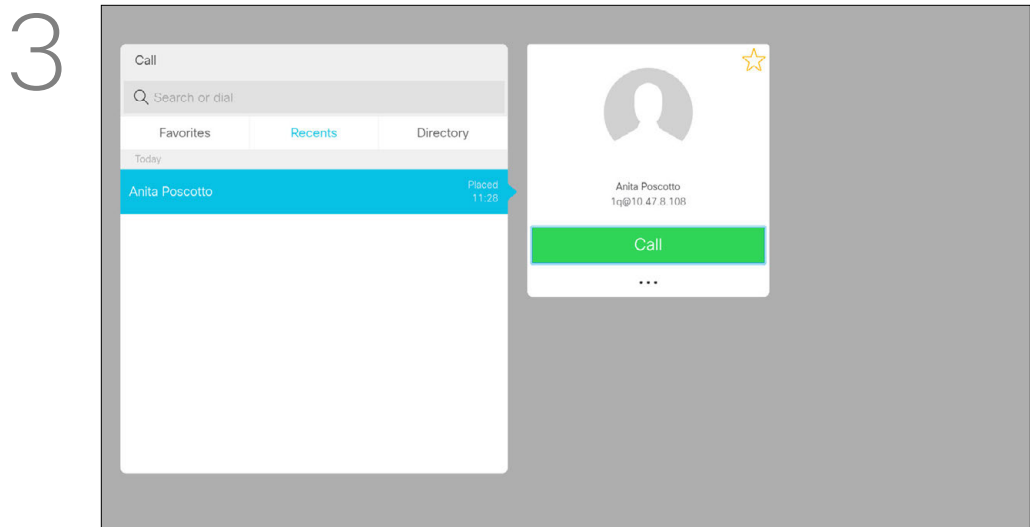 3
Call
Search or dial
Favorites Recents Directory
Today
Anita Poscotto Placed
11:28
Anita Poscotto
1q@10.47.8.108
Call
...